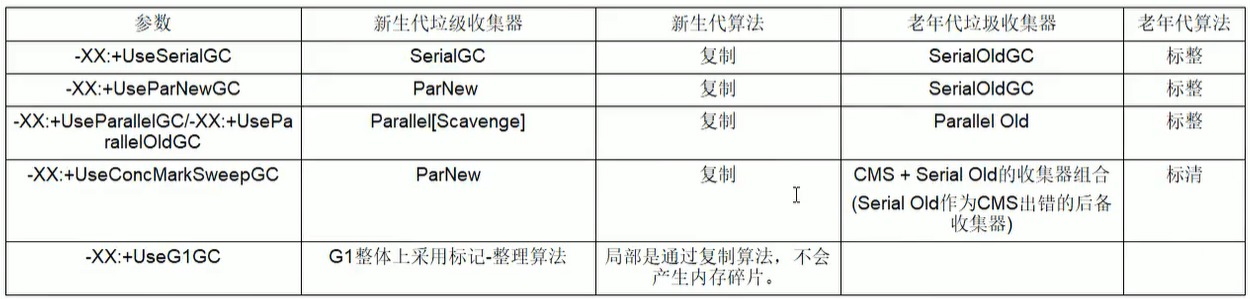 参数 新生代垃级收集器 新生代算法 老年代垃圾收集器 老年代算法
-XX:+UseSerialGC SerialGC 复制 SerialOldGC 标整
-XX:+UseParNewGC ParNew 复制 SerialOldGC 标整
-XX:+UseParallelGC/-XX:+UsePa Parallel[Scavenge] 复制 Parallel Old 标整
rallelOldGC
-XX:+UseConcMarkSweepGC ParNew 复制 CMS + Serial Old的收集器组合 标清
(Serial Old作为CMS出错的后备
收集器)
-XX:+UseG1GC G1整体上采用标记-整理算法 局部是通过复制算法，不会
产生内存碎片。